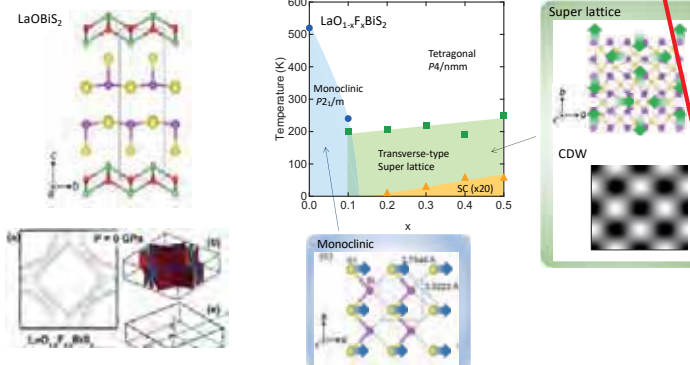 LaOBiS₂
600
500
400
300
200
100
0
Temperature (K)
LaO₁₋ₓFₓBiS₂
Tetragonal
P4/nmm
Monoclinic
P2₁/m
Transverse-type
Super lattice
SC (x20)
0.0 0.1 0.2 0.3 0.4 0.5
x
Super lattice
CDW
P = 0 GPa
(b)
Monoclinic